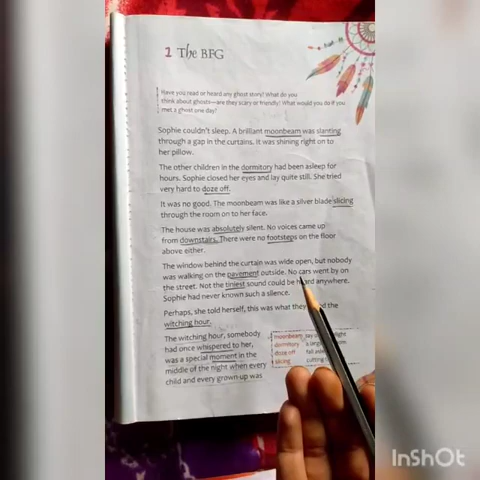 1 The BFG
Have you read or heard any ghost story? What do you
think about ghosts—are they scary or friendly? What would you do if you
met a ghost one day?
Sophie couldn't sleep. A brilliant moonbeam was slanting
through a gap in the curtains. It was shining right on to
her pillow.
The other children in the dormitory had been asleep for
hours. Sophie closed her eyes and lay quite still. She tried
very hard to doze off.
It was no good. The moonbeam was like a silver blade slicing
through the room on to her face.
The house was absolutely silent. No voices came up
from downstairs. There were no footsteps on the floor
above either.
The window behind the curtain was wide open, but nobody
was walking on the pavement outside. No cars went by on
the street. Not the tiniest sound could be heard anywhere.
Sophie had never known such a silence.
Perhaps, she told herself, this was what they the
witching hour.
The witching hour, somebody
had once whispered to her,
was a special moment in the
middle of the night when every
child and every grown-up was
moonbeam
dormitory
doze off
slicing
InShOt